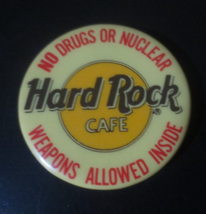 NO DRUGS OR NUCLEAR
Hard Rock
CAFE
®
WEAPONS ALLOWED INSIDE